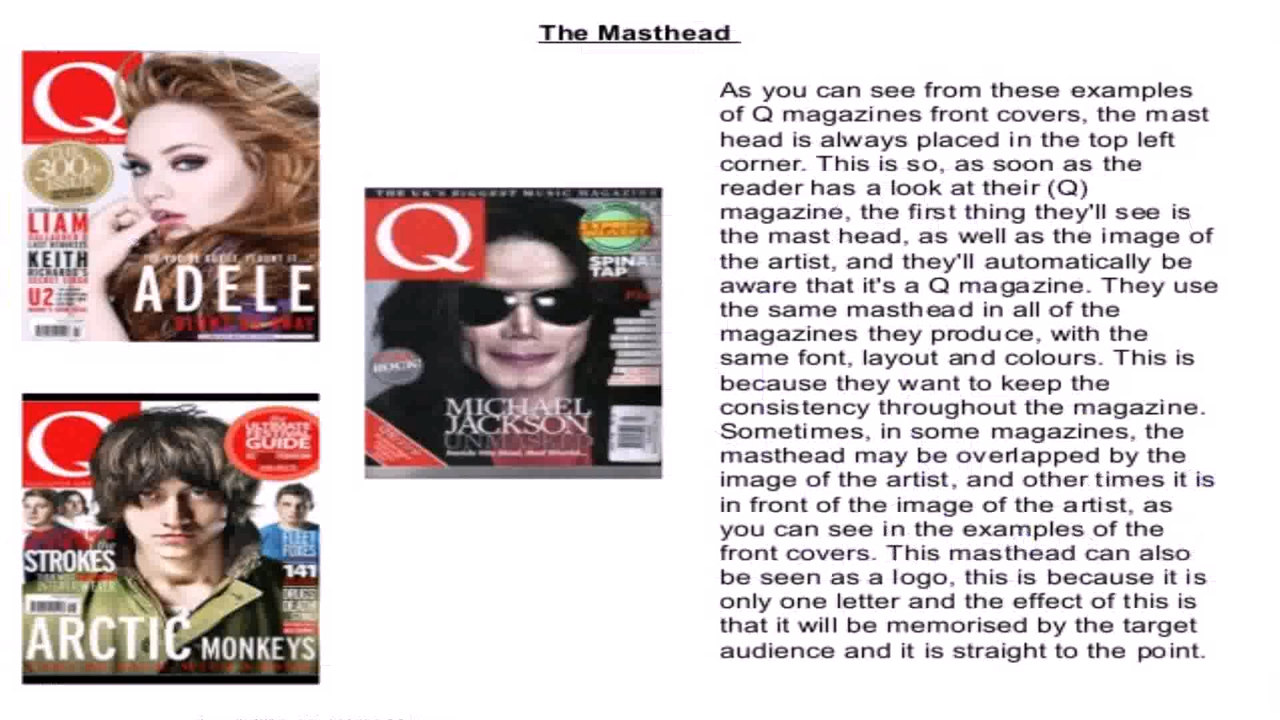 The Masthead
Q
300th
ISSUE
LIAM
GALLAGHER'S
KEITH
RICHARDS'S
U2
ADELE
THE UK'S BIGGEST MUSIC MAGAZINE
Q
SPINAL
TAP
ROCK!
MICHAEL
JACKSON
UNMASKED
Q
the
ULTIMATE
FESTIVAL
GUIDE
the
STROKES
FLEET
FOXES
141
ARCTIC MONKEYS
As you can see from these examples
of Q magazines front covers, the mast
head is always placed in the top left
corner. This is so, as soon as the
reader has a look at their (Q)
magazine, the first thing they'll see is
the mast head, as well as the image of
the artist, and they'll automatically be
aware that it's a Q magazine. They use
the same masthead in all of the
magazines they produce, with the
same font, layout and colours. This is
because they want to keep the
consistency throughout the magazine.
Sometimes, in some magazines, the
masthead may be overlapped by the
image of the artist, and other times it is
in front of the image of the artist, as
you can see in the examples of the
front covers. This masthead can also
be seen as a logo, this is because it is
only one letter and the effect of this is
that it will be memorised by the target
audience and it is straight to the point.